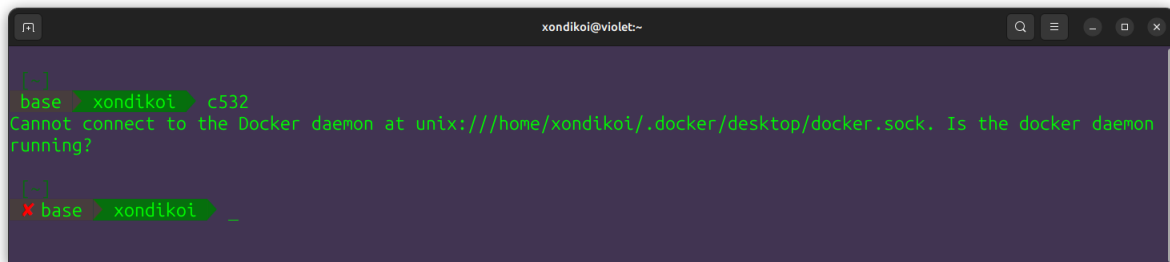 xondikoi@violet:~
[~]
base xondikoi c532
Cannot connect to the Docker daemon at unix:///home/xondikoi/.docker/desktop/docker.sock. Is the docker daemon
running?
[~]
✘ base xondikoi _